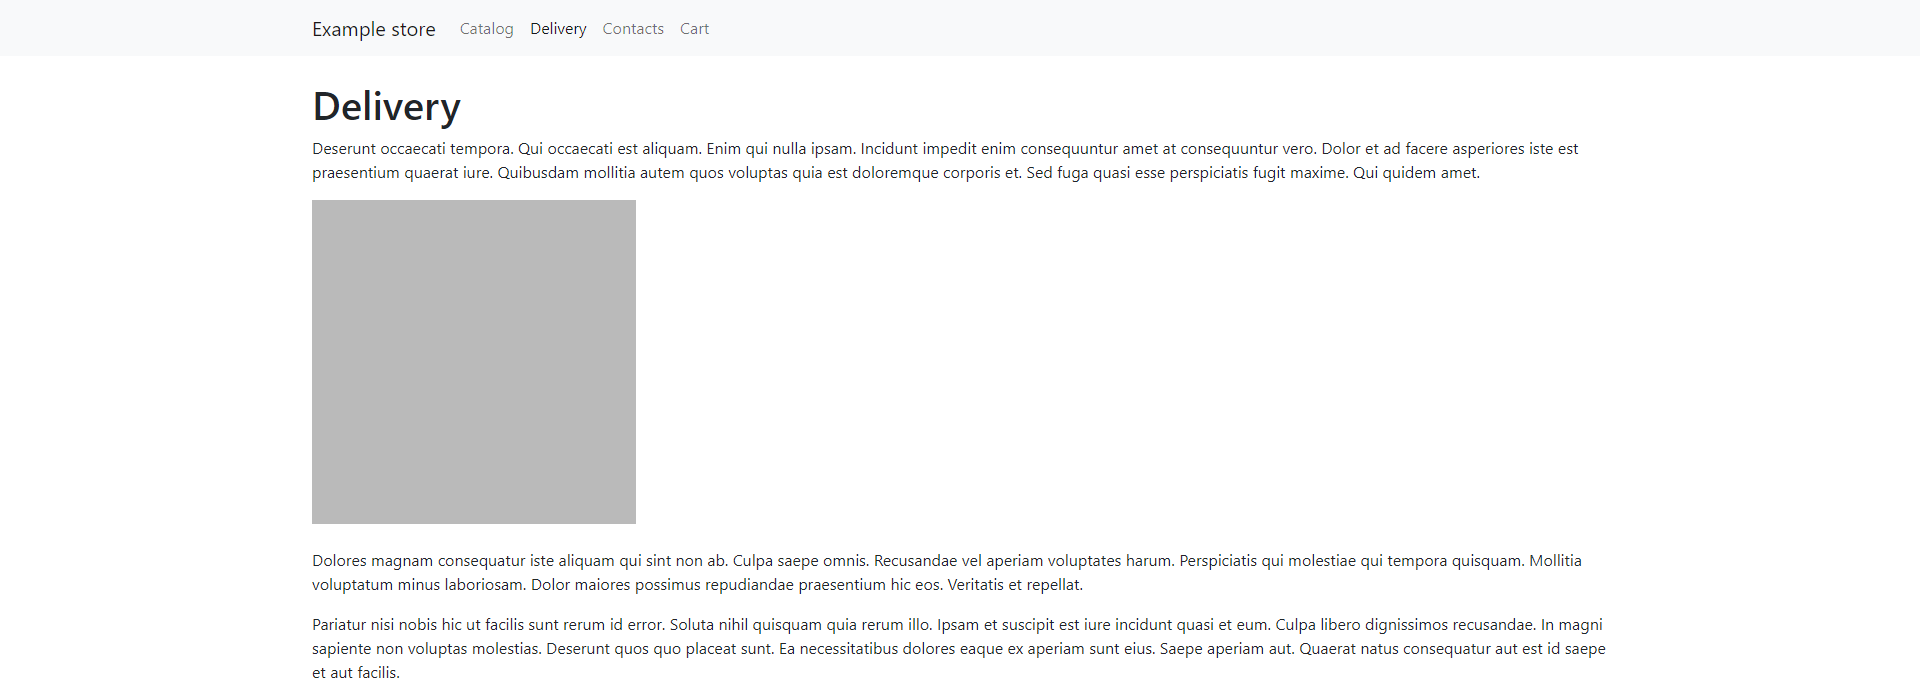 Example store Catalog Delivery Contacts Cart
Delivery
Deserunt occaecati tempora. Qui occaecati est aliquam. Enim qui nulla ipsam. Incidunt impedit enim consequuntur amet at consequuntur vero. Dolor et ad facere asperiores iste est
praesentium quaerat iure. Quibusdam mollitia autem quos voluptas quia est doloremque corporis et. Sed fuga quasi esse perspiciatis fugit maxime. Qui quidem amet.
Dolores magnam consequatur iste aliquam qui sint non ab. Culpa saepe omnis. Recusandae vel aperiam voluptates harum. Perspiciatis qui molestiae qui tempora quisquam. Mollitia
voluptatum minus laboriosam. Dolor maiores possimus repudiandae praesentium hic eos. Veritatis et repellat.
Pariatur nisi nobis hic ut facilis sunt rerum id error. Soluta nihil quisquam quia rerum illo. Ipsam et suscipit est iure incidunt quasi et eum. Culpa libero dignissimos recusandae. In magni
sapiente non voluptas molestias. Deserunt quos quo placeat sunt. Ea necessitatibus dolores eaque ex aperiam sunt eius. Saepe aperiam aut. Quaerat natus consequatur aut est id saepe
et aut facilis.